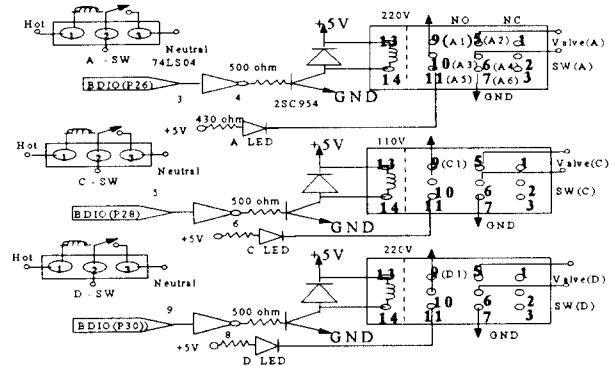 +5V 220V NO NC
Hot 1 2 3 Neutral
A - SW 74LS04
13 9 (A1) 5 (A2) 1 Valve(A)
10 (A3) 6 (A4) 2 SW(A)
14 11 (A5) 7 (A6) 3
BDIO(P26) 3 4 500 ohm 2SC954 GND
GND
+5V 430 ohm A LED
+5V 110V
Hot 1 2 3 Neutral
C - SW
13 9 (C1) 5 1 Valve(C)
10 6 2 SW(C)
14 11 7 3
BDIO(P28) 5 6 500 ohm GND
GND
+5V C LED
+5V 220V
Hot 1 2 3 Neutral
D - SW
13 9 (D1) 5 1 Valve(D)
10 6 2 SW(D)
14 11 7 3
BDIO(P30)) 9 8 500 ohm GND
GND
+5V D LED